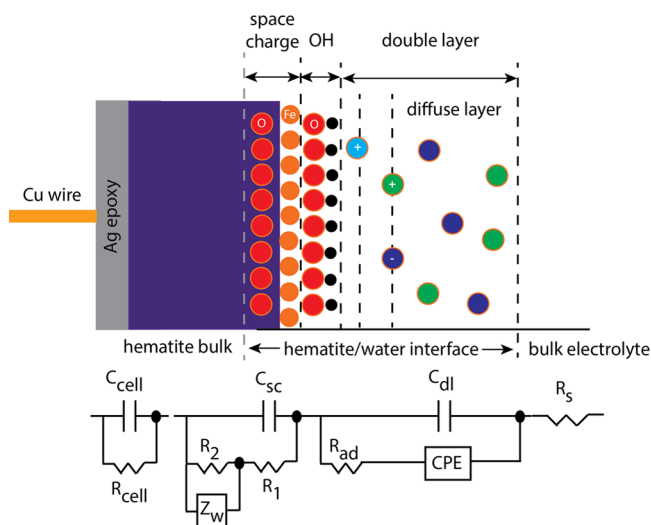 space
charge
OH
double layer
diffuse layer
O
Fe
O
+
+
-
Cu wire
Ag epoxy
hematite bulk
hematite/water interface
bulk electrolyte
Ccell
Csc
Cdl
Rs
R2
Rad
CPE
Rcell
R1
Zw